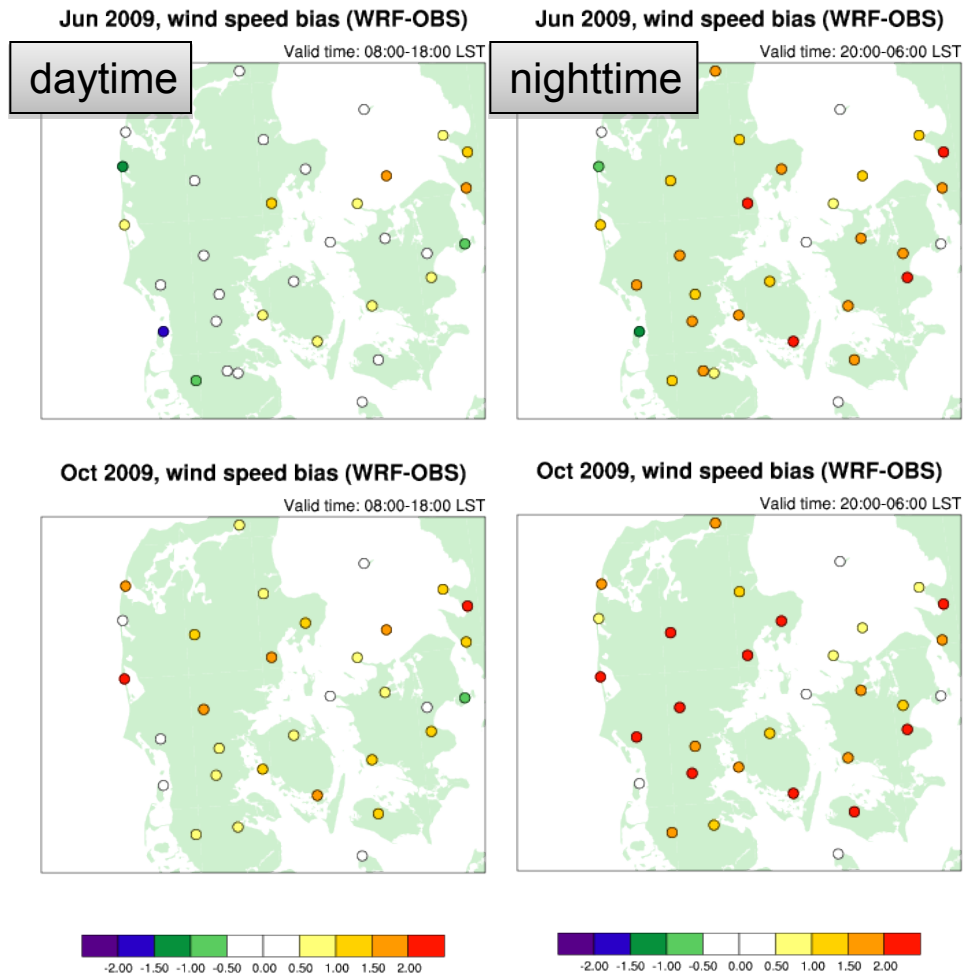 Jun 2009, wind speed bias (WRF-OBS)
Valid time: 08:00-18:00 LST
daytime
Jun 2009, wind speed bias (WRF-OBS)
Valid time: 20:00-06:00 LST
nighttime
Oct 2009, wind speed bias (WRF-OBS)
Valid time: 08:00-18:00 LST
Oct 2009, wind speed bias (WRF-OBS)
Valid time: 20:00-06:00 LST
-2.00 -1.50 -1.00 -0.50 0.00 0.50 1.00 1.50 2.00
-2.00 -1.50 -1.00 -0.50 0.00 0.50 1.00 1.50 2.00